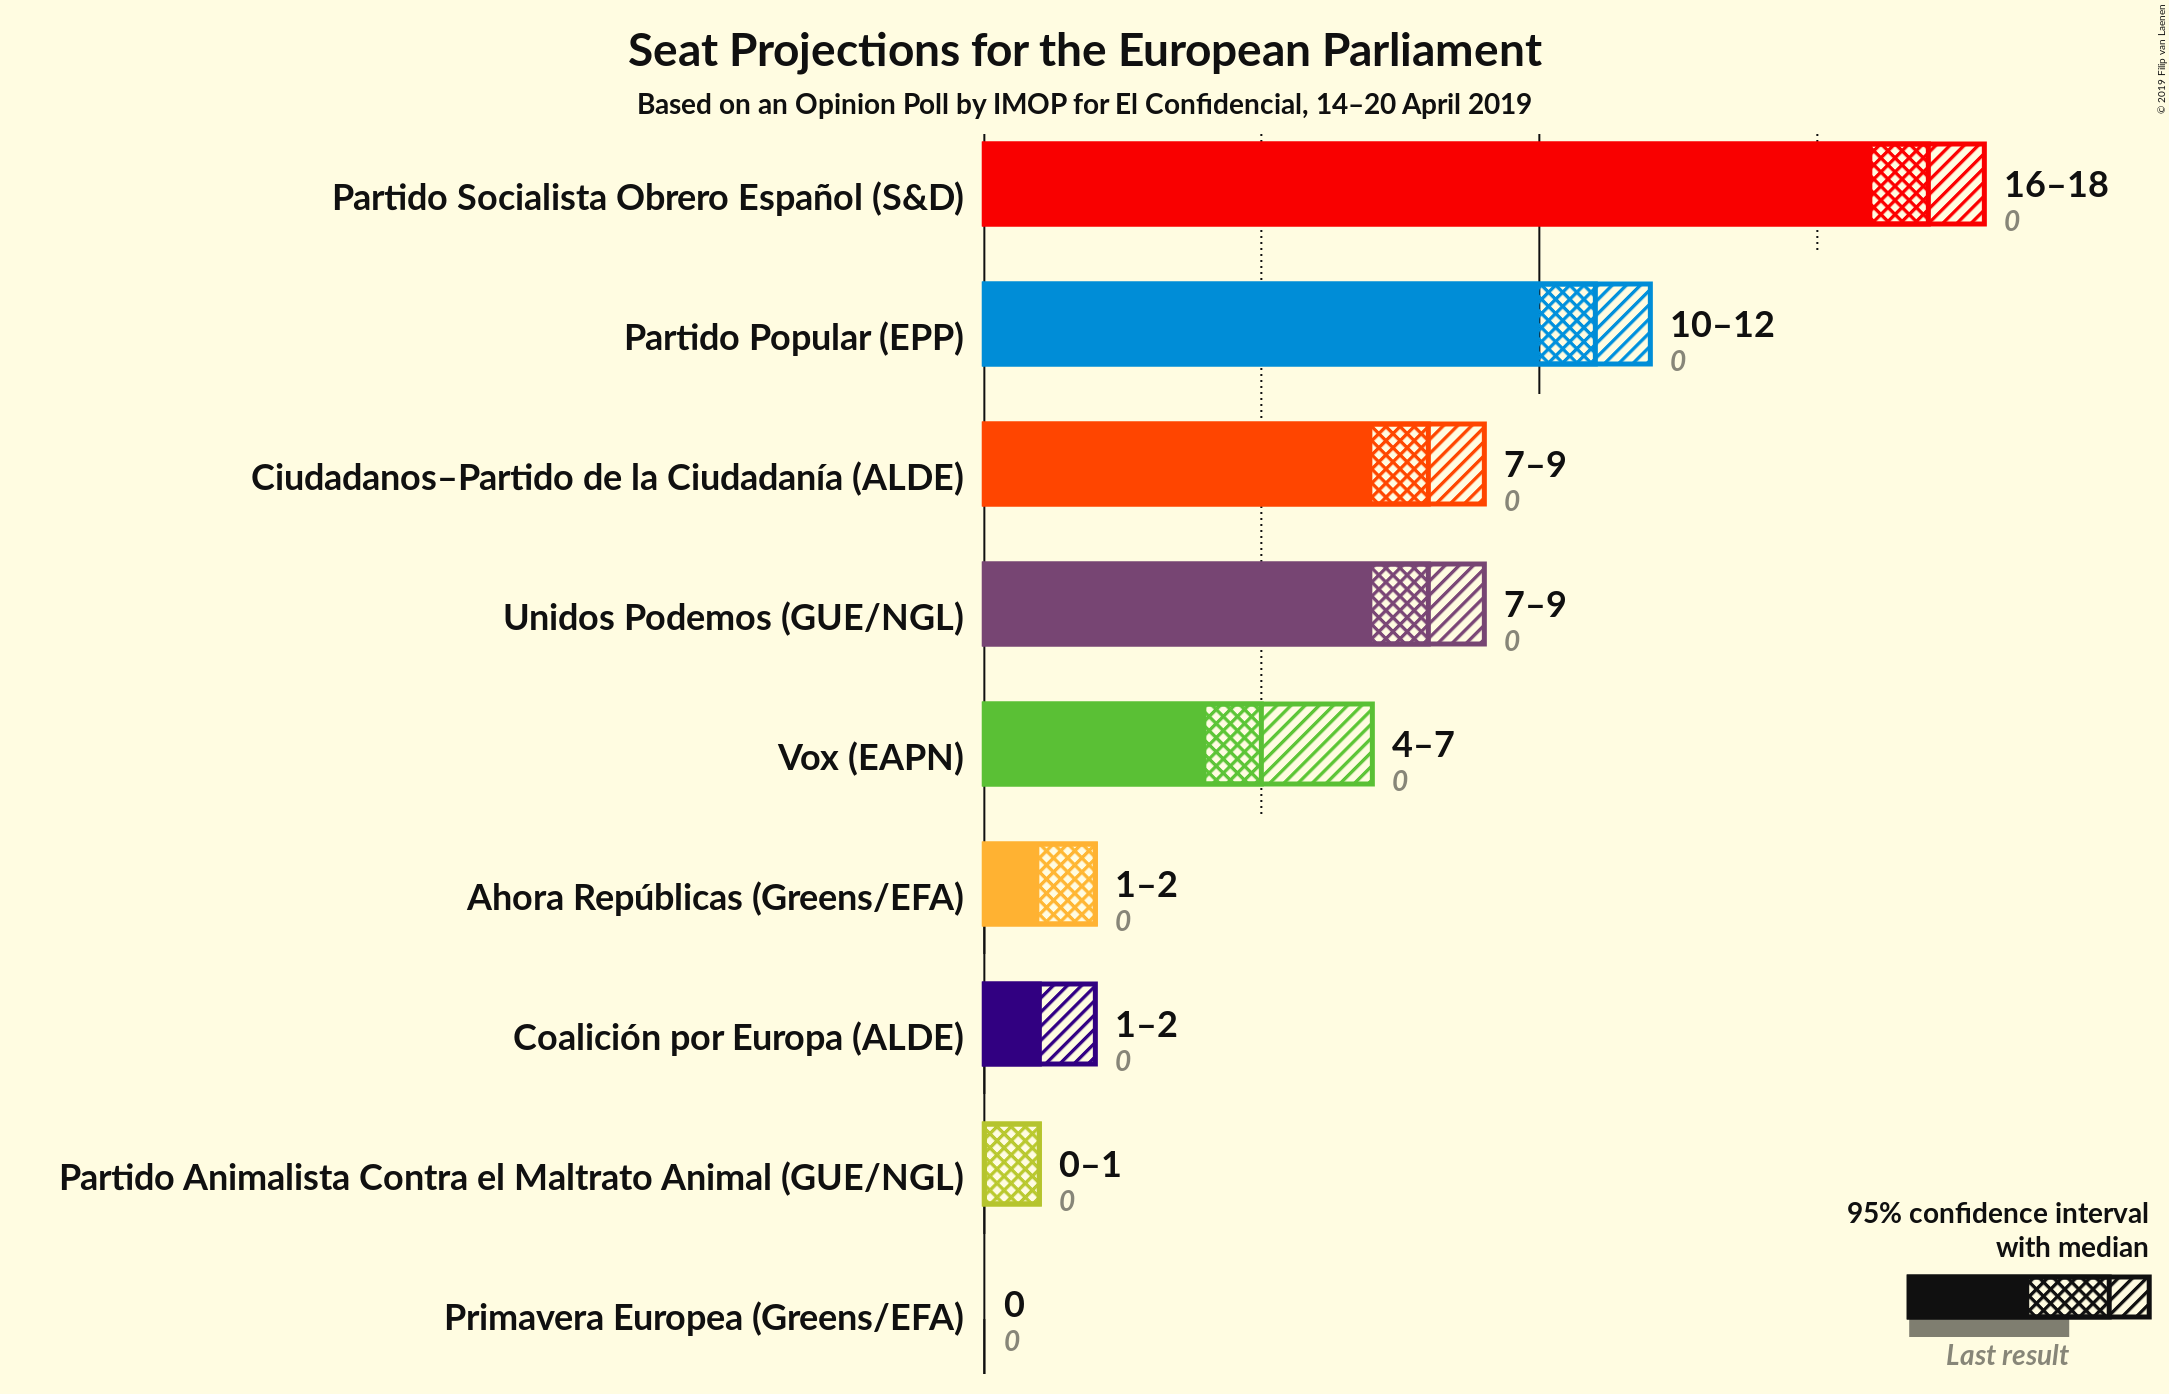 Seat Projections for the European Parliament
Based on an Opinion Poll by IMOP for El Confidencial, 14–20 April 2019
© 2019 Filip van Laenen
Partido Socialista Obrero Español (S&D)
16–18
0
Partido Popular (EPP)
10–12
0
Ciudadanos–Partido de la Ciudadanía (ALDE)
7–9
0
Unidos Podemos (GUE/NGL)
7–9
0
Vox (EAPN)
4–7
0
Ahora Repúblicas (Greens/EFA)
1–2
0
Coalición por Europa (ALDE)
1–2
0
Partido Animalista Contra el Maltrato Animal (GUE/NGL)
0–1
0
Primavera Europea (Greens/EFA)
0
0
95% confidence interval
with median
Last result